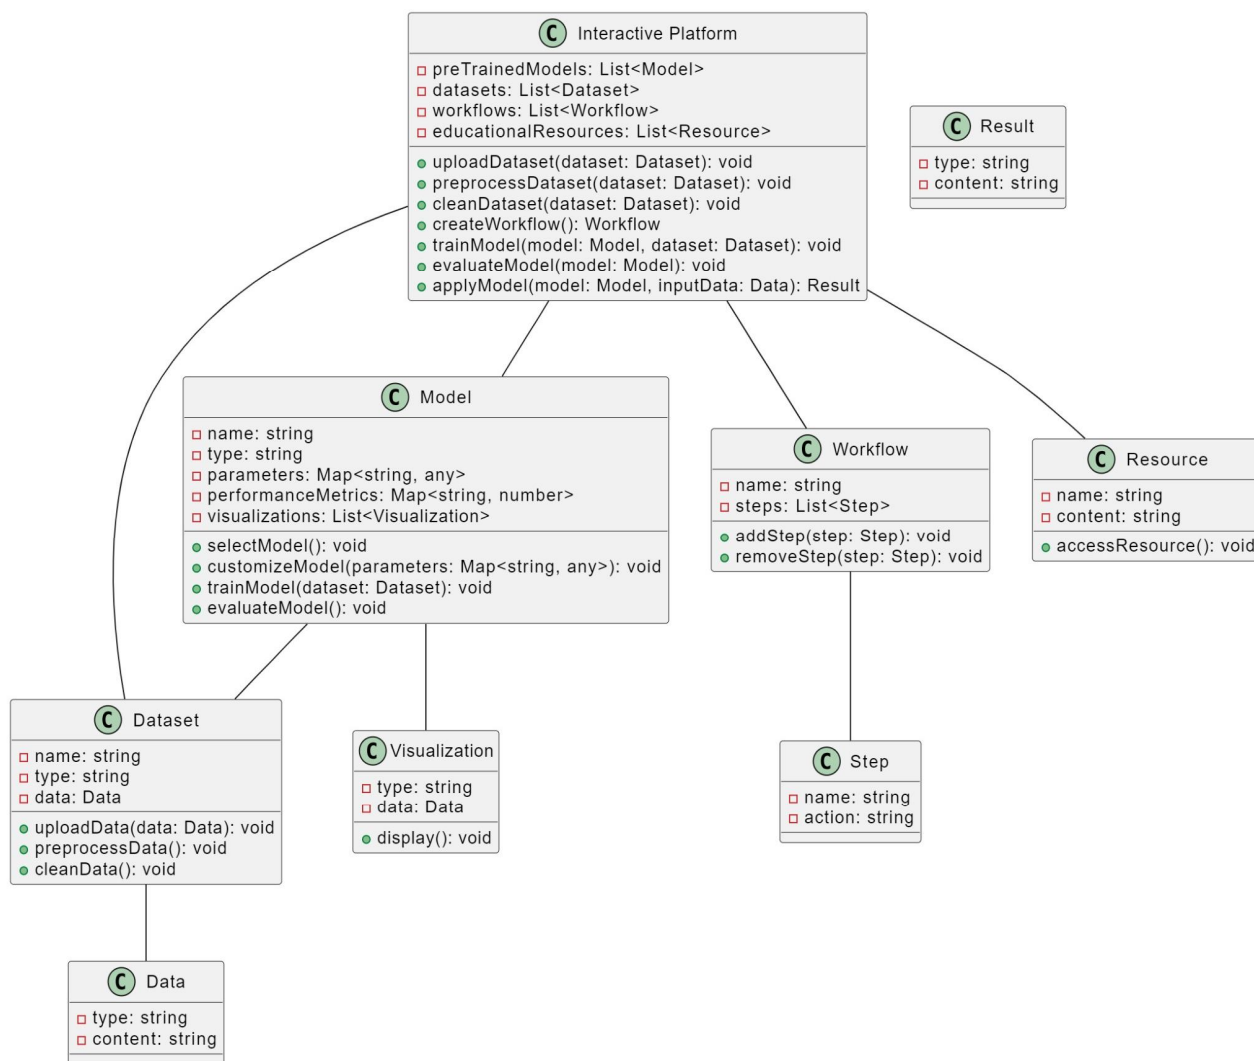 C Interactive Platform
preTrainedModels: List<Model>
datasets: List<Dataset>
workflows: List<Workflow>
educationalResources: List<Resource>
uploadDataset(dataset: Dataset): void
preprocessDataset(dataset: Dataset): void
cleanDataset(dataset: Dataset): void
createWorkflow(): Workflow
trainModel(model: Model, dataset: Dataset): void
evaluateModel(model: Model): void
applyModel(model: Model, inputData: Data): Result
C Result
type: string
content: string
C Model
name: string
type: string
parameters: Map<string, any>
performanceMetrics: Map<string, number>
visualizations: List<Visualization>
selectModel(): void
customizeModel(parameters: Map<string, any>): void
trainModel(dataset: Dataset): void
evaluateModel(): void
C Workflow
name: string
steps: List<Step>
addStep(step: Step): void
removeStep(step: Step): void
C Resource
name: string
content: string
accessResource(): void
C Dataset
name: string
type: string
data: Data
uploadData(data: Data): void
preprocessData(): void
cleanData(): void
C Visualization
type: string
data: Data
display(): void
C Step
name: string
action: string
C Data
type: string
content: string